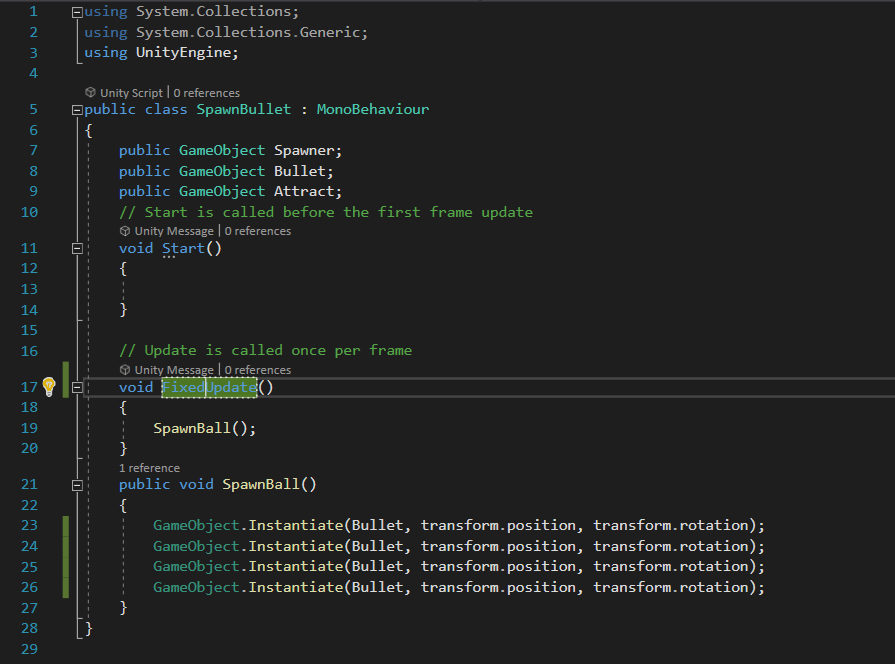 1 using System.Collections;
2 using System.Collections.Generic;
3 using UnityEngine;
4
Unity Script | 0 references
5 public class SpawnBullet : MonoBehaviour
6 {
7 public GameObject Spawner;
8 public GameObject Bullet;
9 public GameObject Attract;
10 // Start is called before the first frame update
Unity Message | 0 references
11 void Start()
12 {
13
14 }
15
16 // Update is called once per frame
Unity Message | 0 references
17 void FixedUpdate()
18 {
19 SpawnBall();
20 }
1 reference
21 public void SpawnBall()
22 {
23 GameObject.Instantiate(Bullet, transform.position, transform.rotation);
24 GameObject.Instantiate(Bullet, transform.position, transform.rotation);
25 GameObject.Instantiate(Bullet, transform.position, transform.rotation);
26 GameObject.Instantiate(Bullet, transform.position, transform.rotation);
27 }
28 }
29